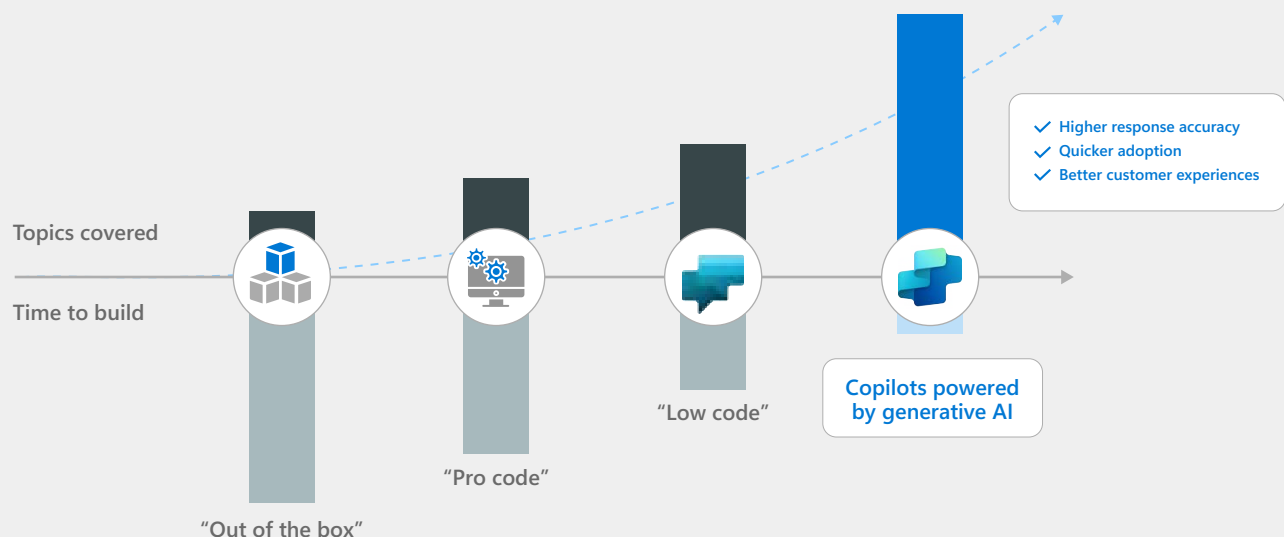 Higher response accuracy
Quicker adoption
Better customer experiences
Topics covered
Time to build
Copilots powered
by generative AI
“Low code”
“Pro code”
“Out of the box”